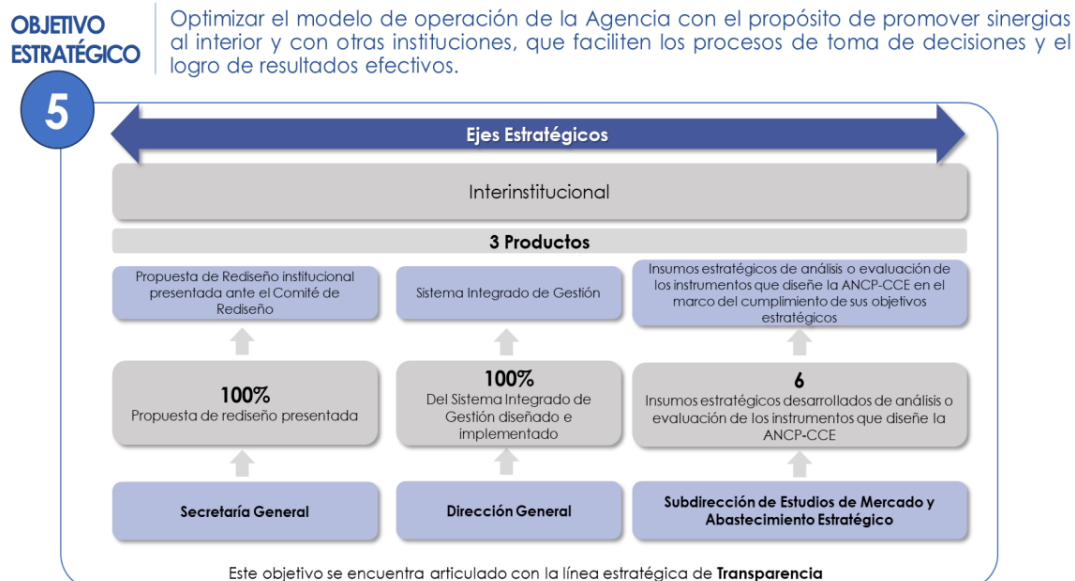 OBJETIVO
ESTRATÉGICO
Optimizar el modelo de operación de la Agencia con el propósito de promover sinergias
al interior y con otras instituciones, que faciliten los procesos de toma de decisiones y el
logro de resultados efectivos.
5
Ejes Estratégicos
Interinstitucional
3 Productos
Propuesta de Rediseño institucional
presentada ante el Comité de
Rediseño
Sistema Integrado de Gestión
Insumos estratégicos de análisis o evaluación de
los instrumentos que diseñe la ANCP-CCE en el
marco del cumplimiento de sus objetivos
estratégicos
100%
Propuesta de rediseño presentada
100%
Del Sistema Integrado de
Gestión diseñado e
implementado
6
Insumos estratégicos desarrollados de análisis o
evaluación de los instrumentos que diseñe la
ANCP-CCE
Secretaría General
Dirección General
Subdirección de Estudios de Mercado y
Abastecimiento Estratégico
Este objetivo se encuentra articulado con la línea estratégica de Transparencia